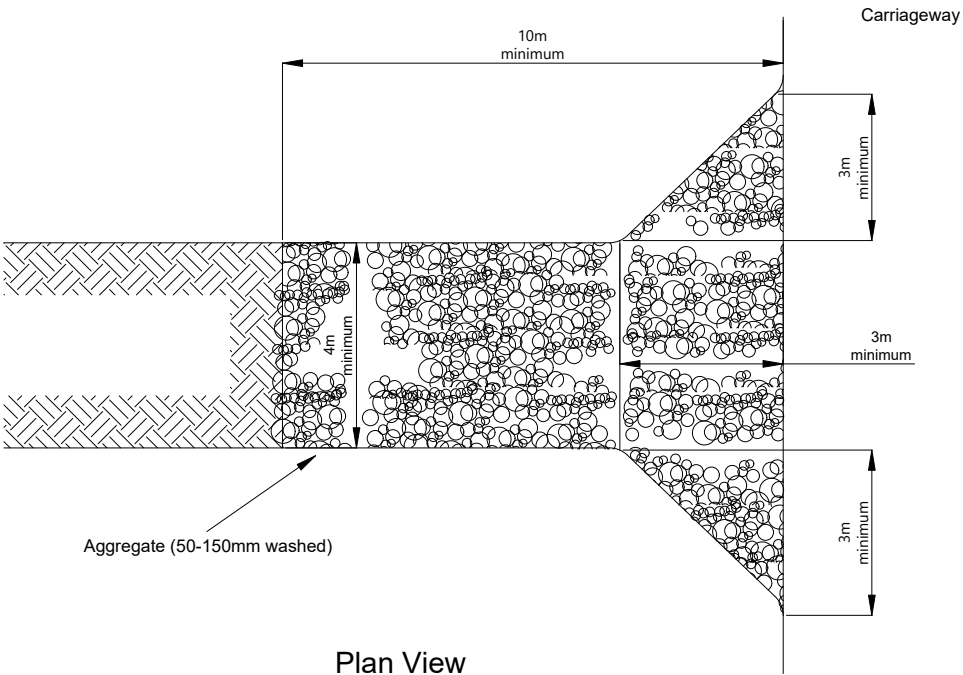 Carriageway
10m
minimum
3m
minimum
4m
minimum
3m
minimum
Aggregate (50-150mm washed)
3m
minimum
Plan View